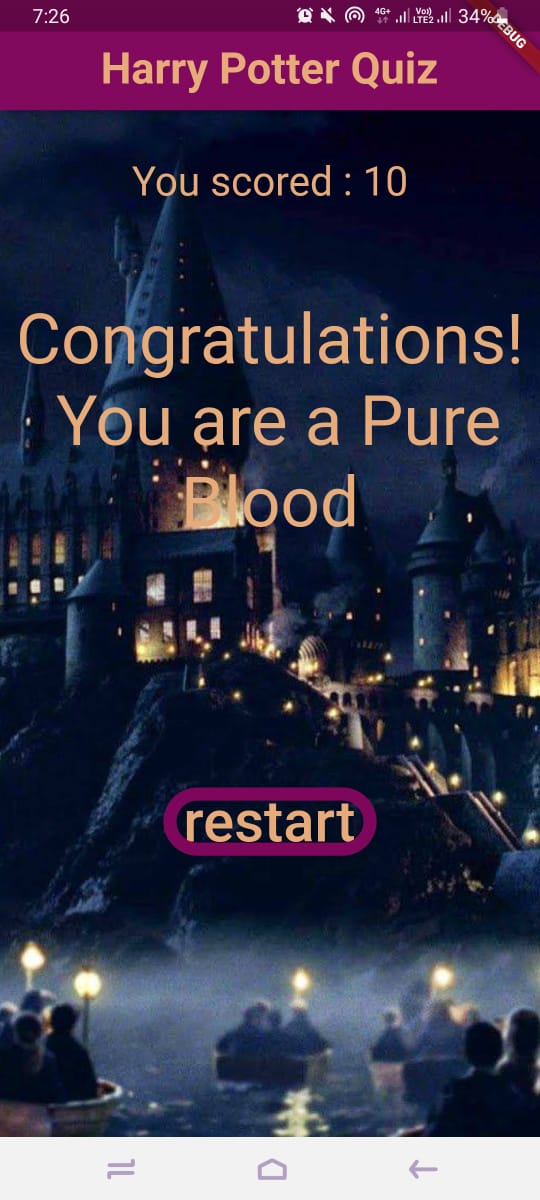 7:26
4G+
Vo))
LTE2
34%
DEBUG
Harry Potter Quiz
You scored : 10
Congratulations!
You are a Pure
Blood
restart